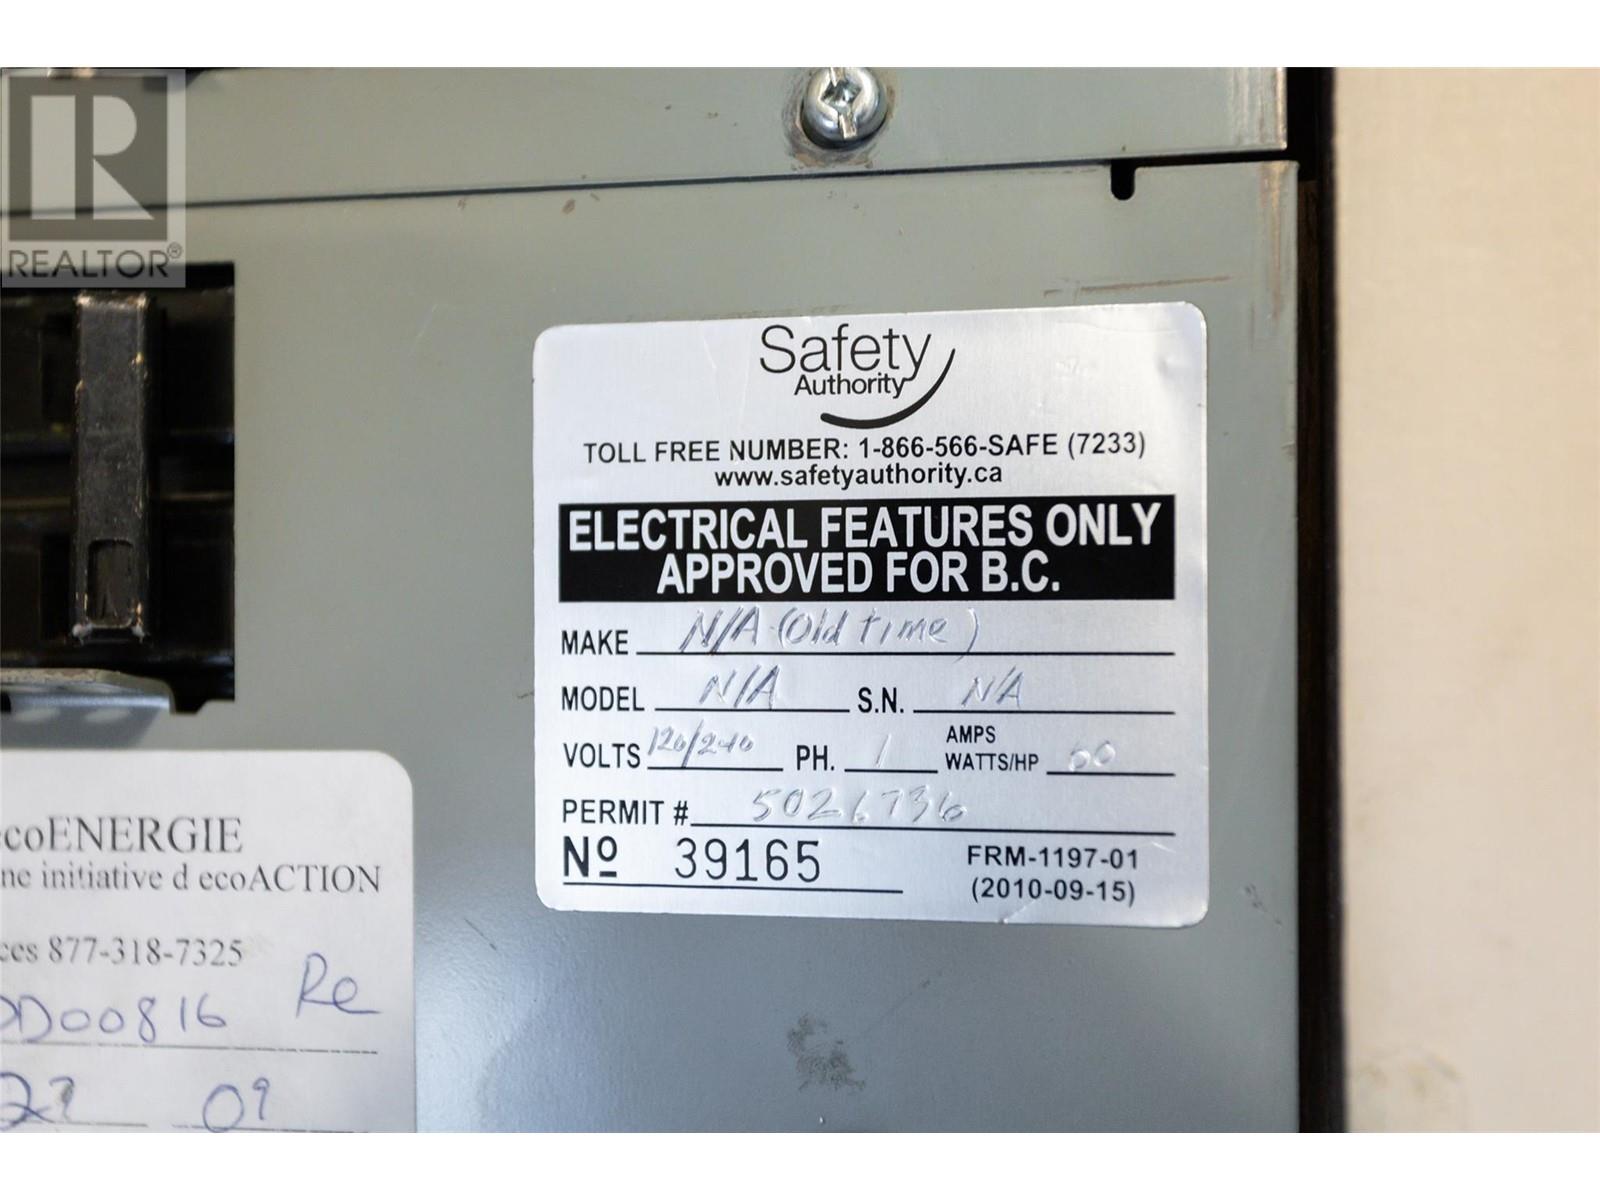 REALTOR®
Safety
Authority
TOLL FREE NUMBER: 1-866-566-SAFE (7233)
www.safetyauthority.ca
ELECTRICAL FEATURES ONLY
APPROVED FOR B.C.
MAKE N/A (Old time)
MODEL N/A S.N. N/A
VOLTS 120/240 PH. 1 AMPS
WATTS/HP 60
PERMIT # 5026736
Nº 39165 FRM-1197-01
(2010-09-15)
ecoENERGIE
ne initiative d ecoACTION
ces 877-318-7325
DD00816 Re
09